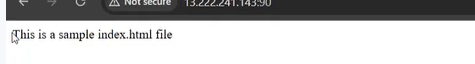 Not secure 13.222.241.143:90
This is a sample index.html file